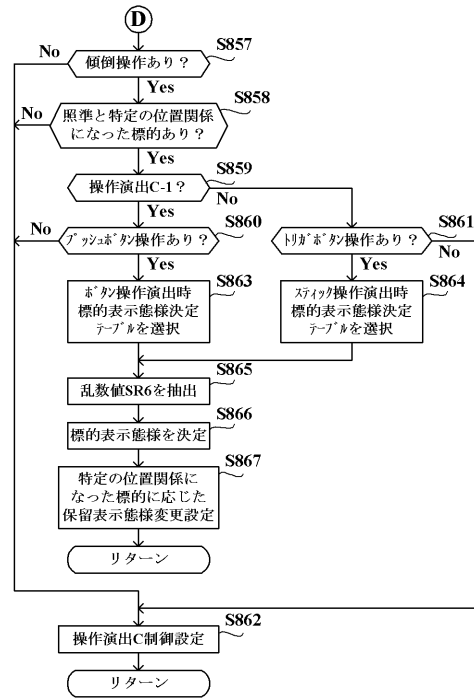 D
S857
No
傾倒操作あり？
Yes
S858
No
照準と特定の位置関係
になった標的あり？
Yes
S859
操作演出C-1？
No
Yes
S860
No
ﾌﾟｯｼｭﾎﾞﾀﾝ操作あり？
Yes
S861
ﾄﾘｶﾞﾎﾞﾀﾝ操作あり？
No
Yes
S863
ﾎﾞﾀﾝ操作演出時
標的表示態様決定
テーブルを選択
S864
ｽﾃｨｯｸ操作演出時
標的表示態様決定
テーブルを選択
S865
乱数値SR6を抽出
S866
標的表示態様を決定
S867
特定の位置関係に
なった標的に応じた
保留表示態様変更設定
リターン
S862
操作演出C制御設定
リターン